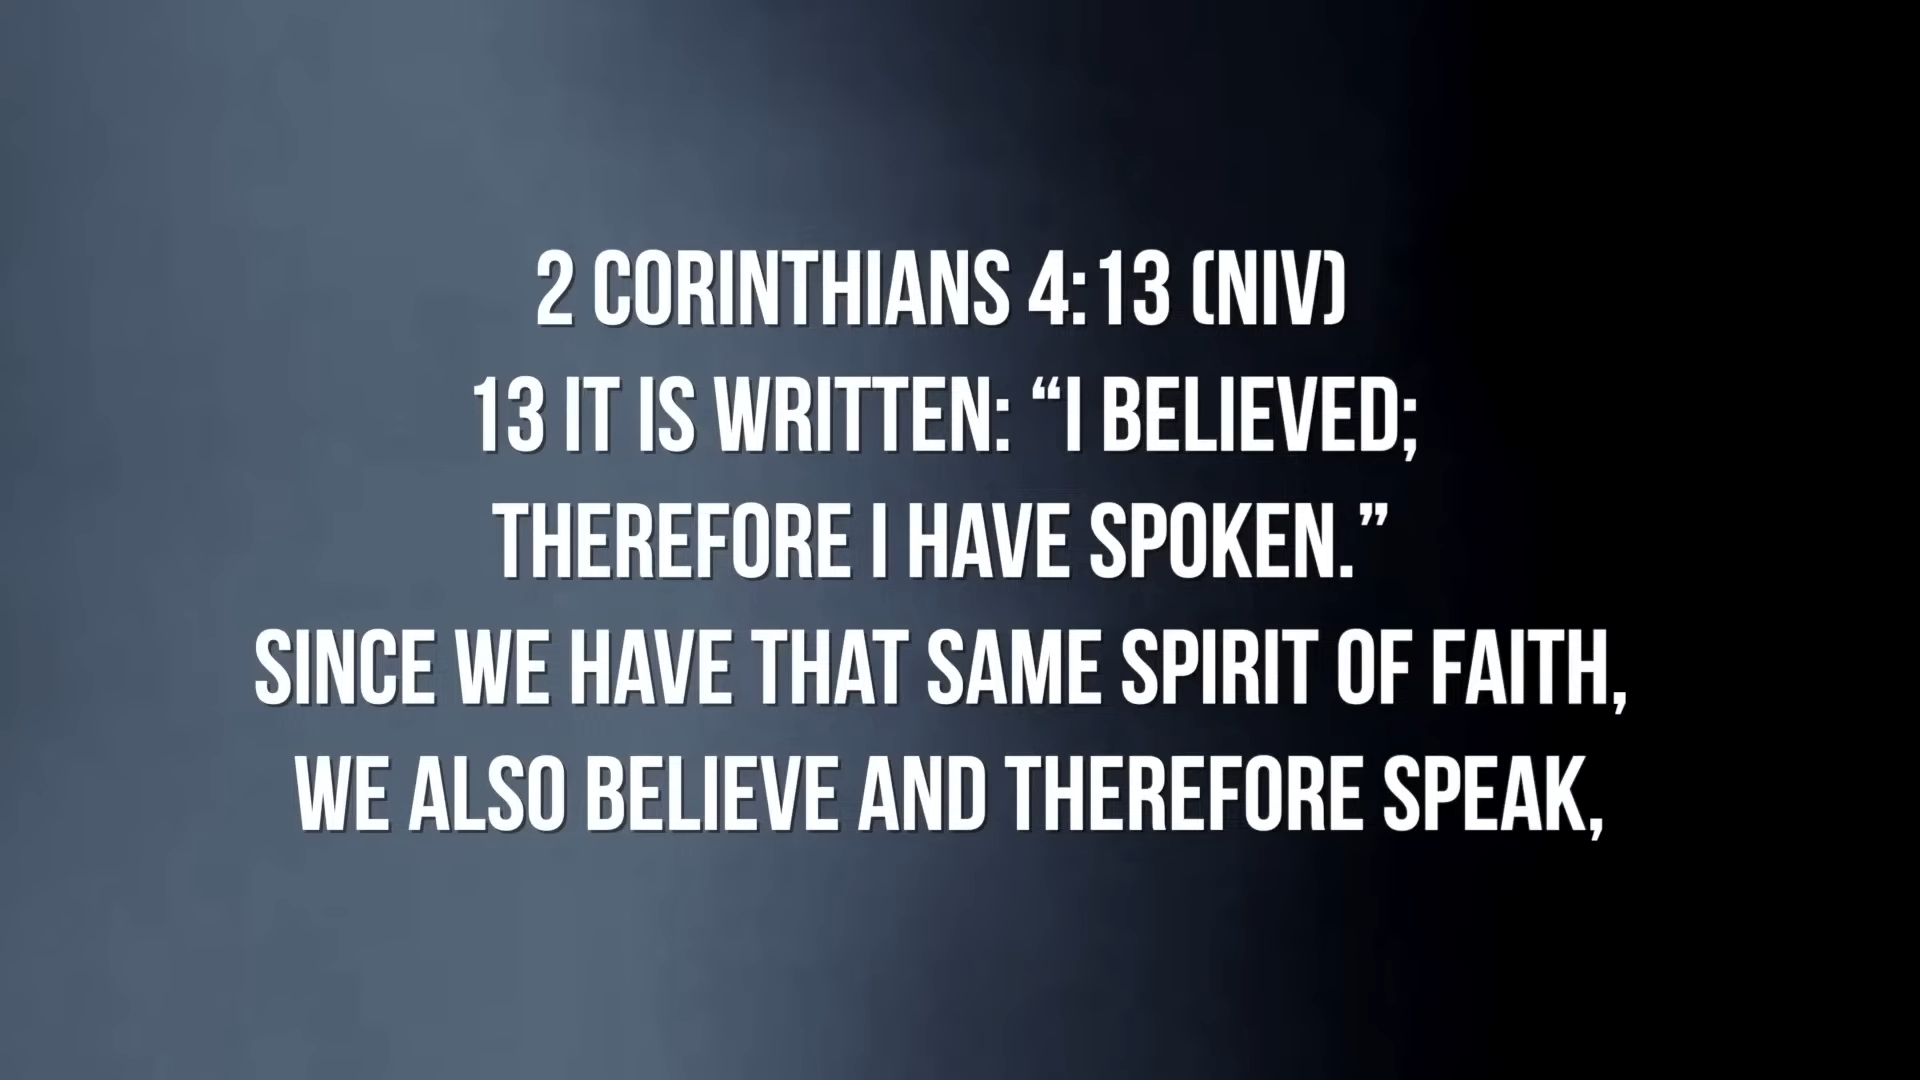 2 CORINTHIANS 4:13 (NIV)
13 IT IS WRITTEN: “I BELIEVED;
THEREFORE I HAVE SPOKEN.”
SINCE WE HAVE THAT SAME SPIRIT OF FAITH,
WE ALSO BELIEVE AND THEREFORE SPEAK,